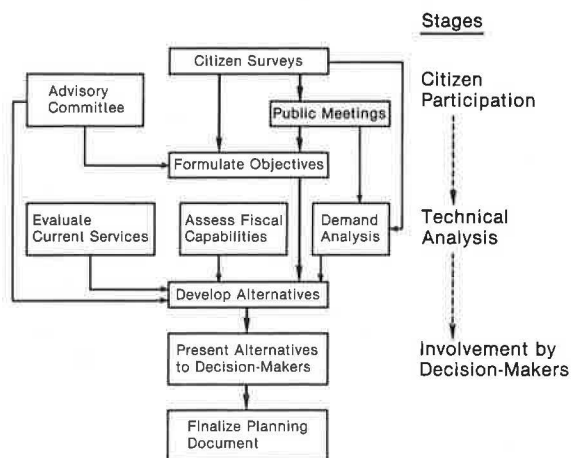 Stages
Citizen Surveys
Advisory
Committee
Citizen
Participation
Public Meetings
Formulate Objectives
Evaluate
Current Services
Assess Fiscal
Capabilities
Demand
Analysis
Technical
Analysis
Develop Alternatives
Present Alternatives
to Decision-Makers
Involvement by
Decision-Makers
Finalize Planning
Document